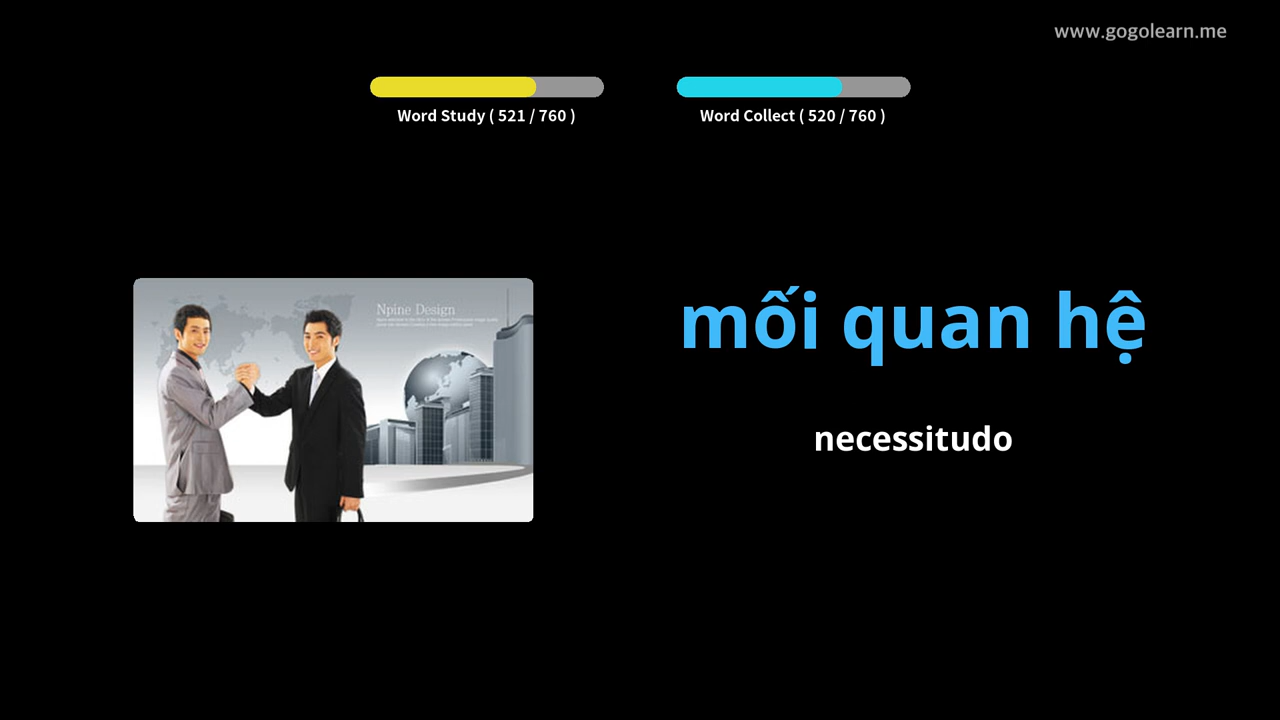 www.gogolearn.me
Word Study ( 521 / 760 )
Word Collect ( 520 / 760 )
Npine Design
mối quan hệ
necessitudo